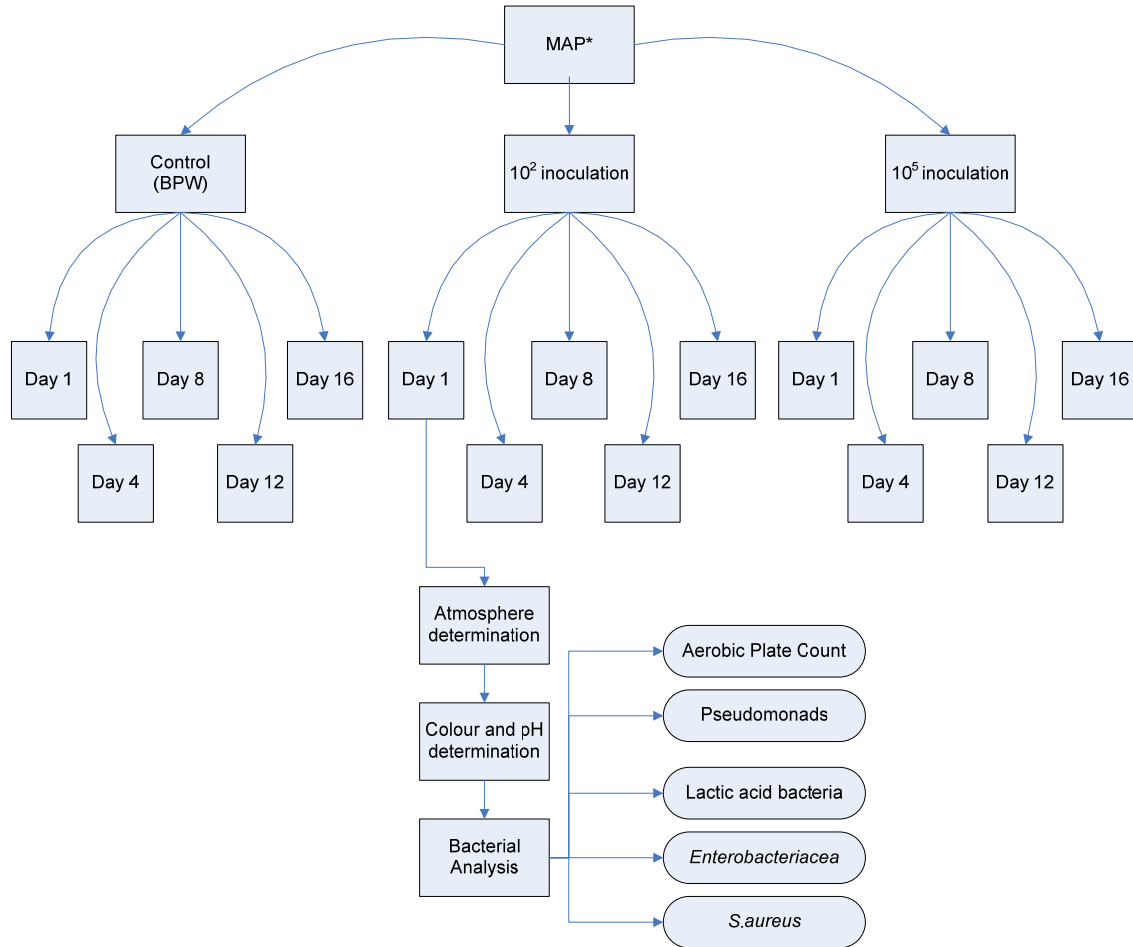 MAP*
Control
(BPW)
10² inoculation
10⁵ inoculation
Day 1
Day 8
Day 16
Day 1
Day 8
Day 16
Day 1
Day 8
Day 16
Day 4
Day 12
Day 4
Day 12
Day 4
Day 12
Atmosphere
determination
Colour and pH
determination
Bacterial
Analysis
Aerobic Plate Count
Pseudomonads
Lactic acid bacteria
Enterobacteriacea
S.aureus